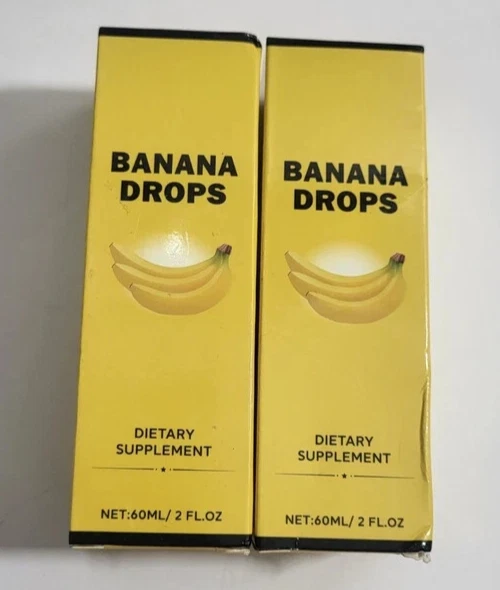 BANANA
DROPS
DIETARY
SUPPLEMENT
NET:60ML/ 2 FL.OZ
BANANA
DROPS
DIETARY
SUPPLEMENT
NET:60ML/ 2 FL.OZ